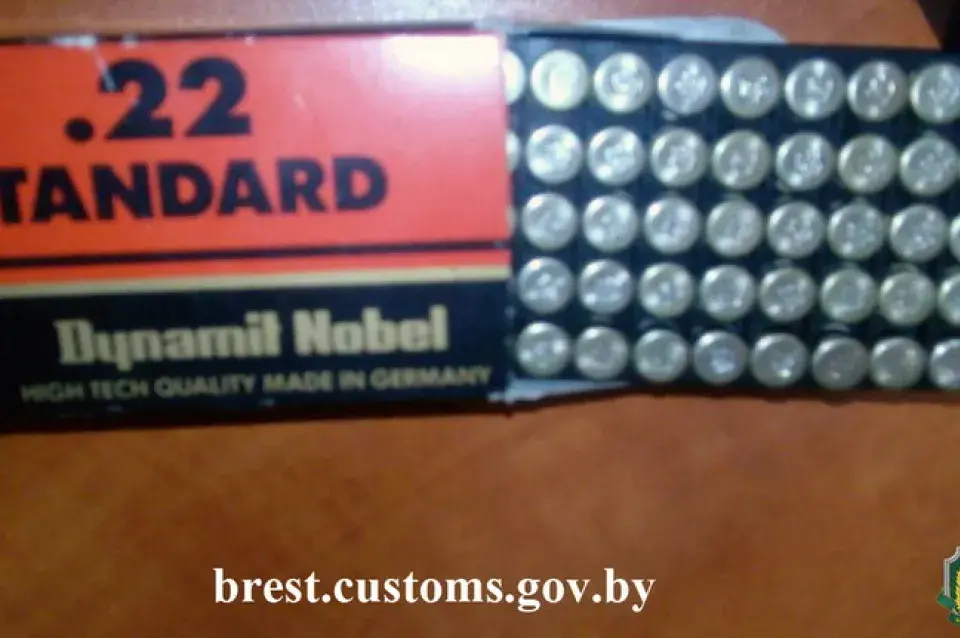 .22
TANDARD
Dynamit Nobel
HIGH TECH QUALITY MADE IN GERMANY
brest.customs.gov.by